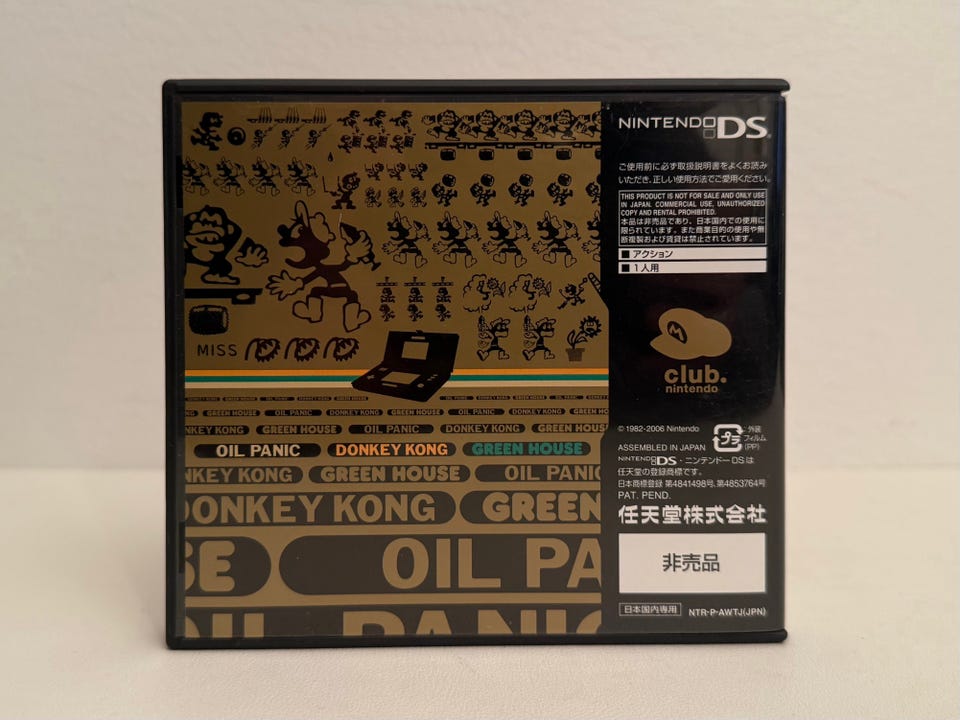 MISS
GREEN HOUSE OIL PANIC DONKEY KONG GREEN HOUSE OIL PANIC DONKEY KONG GREEN HOUSE
GREEN HOUSE OIL PANIC DONKEY KONG GREEN HOUSE
OIL PANIC DONKEY KONG GREEN HOUSE
GREEN HOUSE OIL PANIC
DONKEY KONG GREEN
SE OIL PA
OIL PANIC
NINTENDO DS
ご使用前に必ず取扱説明書をよくお読み
いただき、正しい使用方法でご愛用ください。
THIS PRODUCT IS NOT FOR SALE AND ONLY USE
IN JAPAN. COMMERCIAL USE, UNAUTHORIZED
COPY AND RENTAL PROHIBITED.
本品は非売品であり、日本国内での使用に
限られています。また商業目的の使用や無
断複製および賃貸は禁止されています。
■アクション
■1人用
M
club.
nintendo
© 1982-2006 Nintendo
ASSEMBLED IN JAPAN
プラ
:外装
フィルム
(PP)
NINTENDO DS・ニンテンドーDSは
任天堂の登録商標です。
日本商標登録 第4841498号、第4853764号
PAT. PEND.
任天堂株式会社
非売品
日本国内専用 NTR-P-AWTJ(JPN)